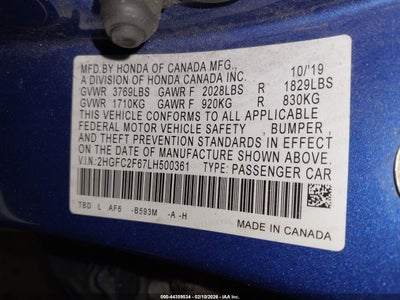 MFD.BY HONDA OF CANADA MFG., 10/'19
A DIVISION OF HONDA CANADA INC.
GVWR 3769LBS GAWR F 2028LBS R 1829LBS
GVWR 1710KG GAWR F 920KG R 830KG
THIS VEHICLE CONFORMS TO ALL APPLICABLE
FEDERAL MOTOR VEHICLE SAFETY, BUMPER, AND
THEFT PREVENTION STANDARDS IN EFFECT ON
THE DATE OF MANUFACTURE SHOWN ABOVE.
V.I.N: 2HGFC2F67LH500361 TYPE: PASSENGER CAR
TBD L AF6 -B593M -A -H
MADE IN CANADA
000-44359534 - 02/10/2026 - 0000241